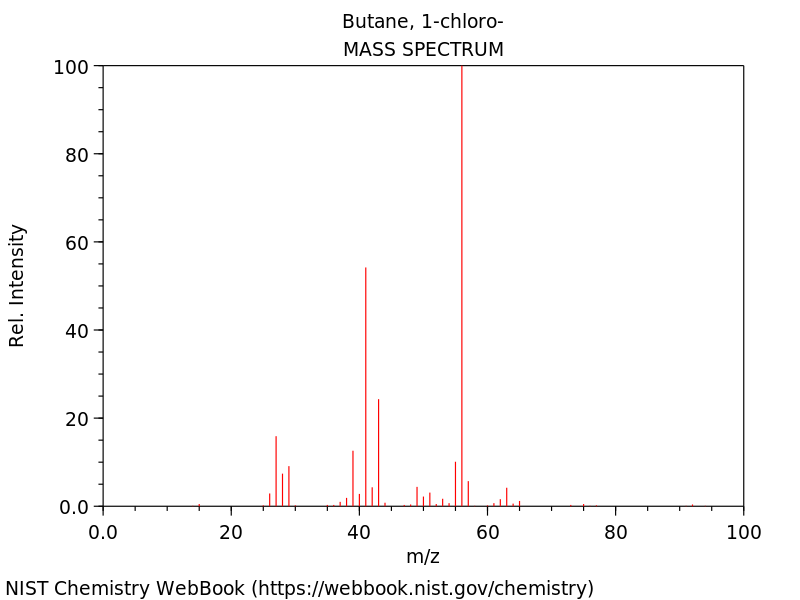 Butane, 1-chloro-
MASS SPECTRUM
100
80
60
40
20
0.0
Rel. Intensity
0.0 20 40 60 80 100
m/z
NIST Chemistry WebBook (https://webbook.nist.gov/chemistry)